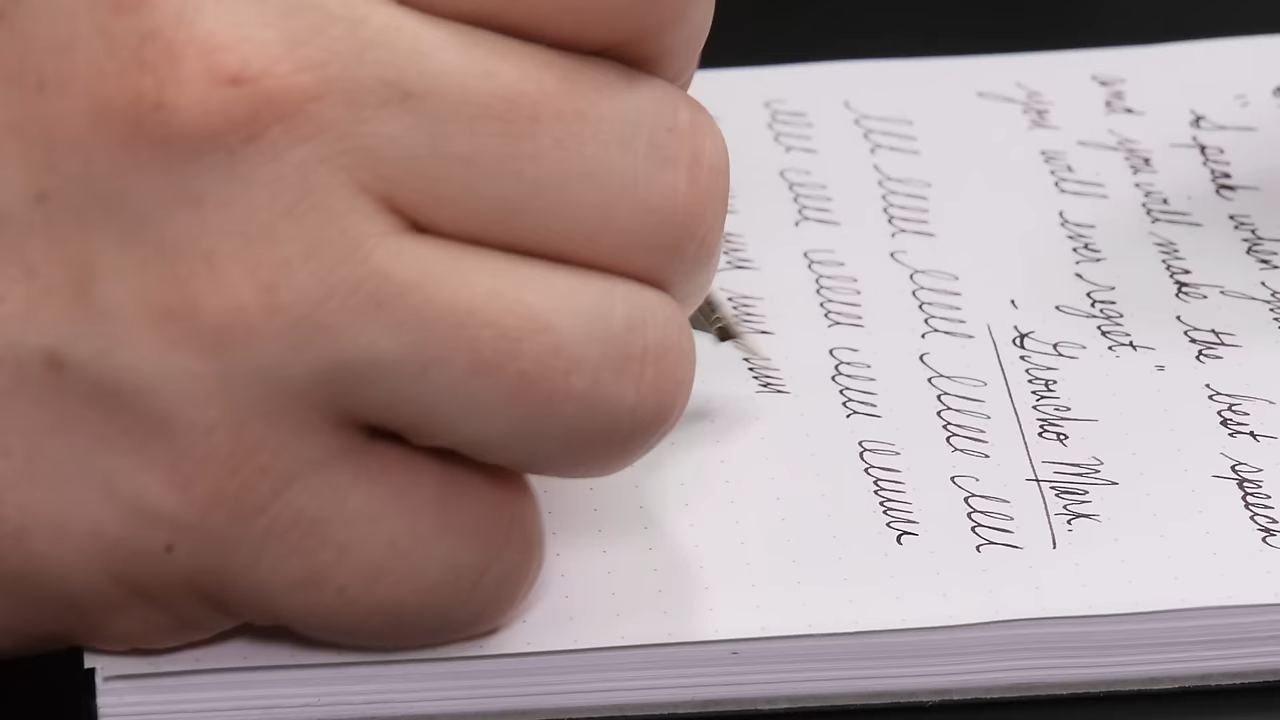 "Speak when
and you will make the best speech
you will ever regret."
- Groucho Marx.